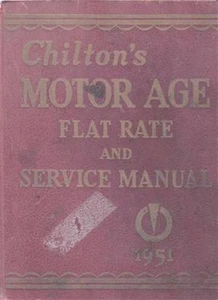 Chilton's
MOTOR AGE
FLAT RATE
AND
SERVICE MANUAL
1951